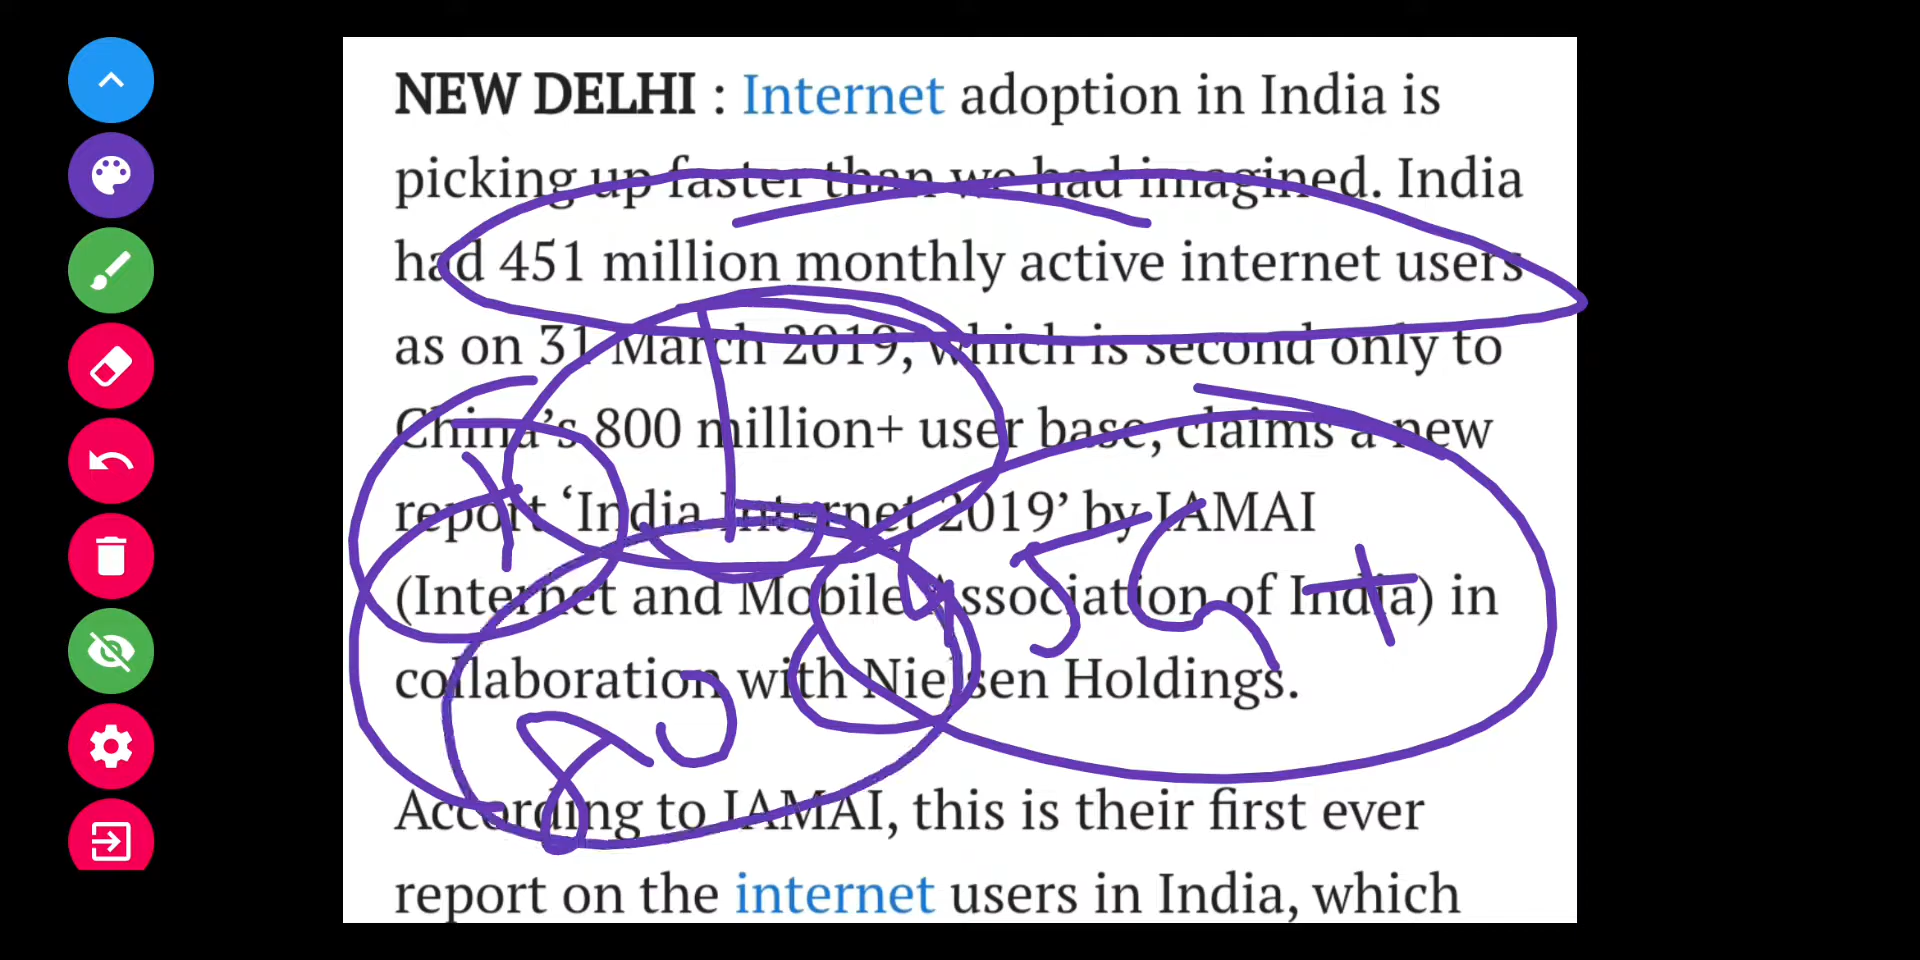 NEW DELHI : Internet adoption in India is
picking up faster than we had imagined. India
had 451 million monthly active internet users
as on 31 March 2019, which is second only to
China's 800 million+ user base, claims a new
report ‘India Internet 2019’ by IAMAI
(Internet and Mobile Association of India) in
collaboration with Nielsen Holdings.
According to IAMAI, this is their first ever
report on the internet users in India, which